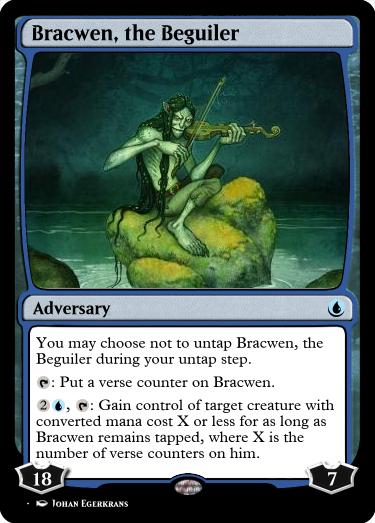 Bracwen, the Beguiler
Adversary
You may choose not to untap Bracwen, the
Beguiler during your untap step.
: Put a verse counter on Bracwen.
2, : Gain control of target creature with
converted mana cost X or less for as long as
Bracwen remains tapped, where X is the
number of verse counters on him.
18
7
Johan Egerkrans